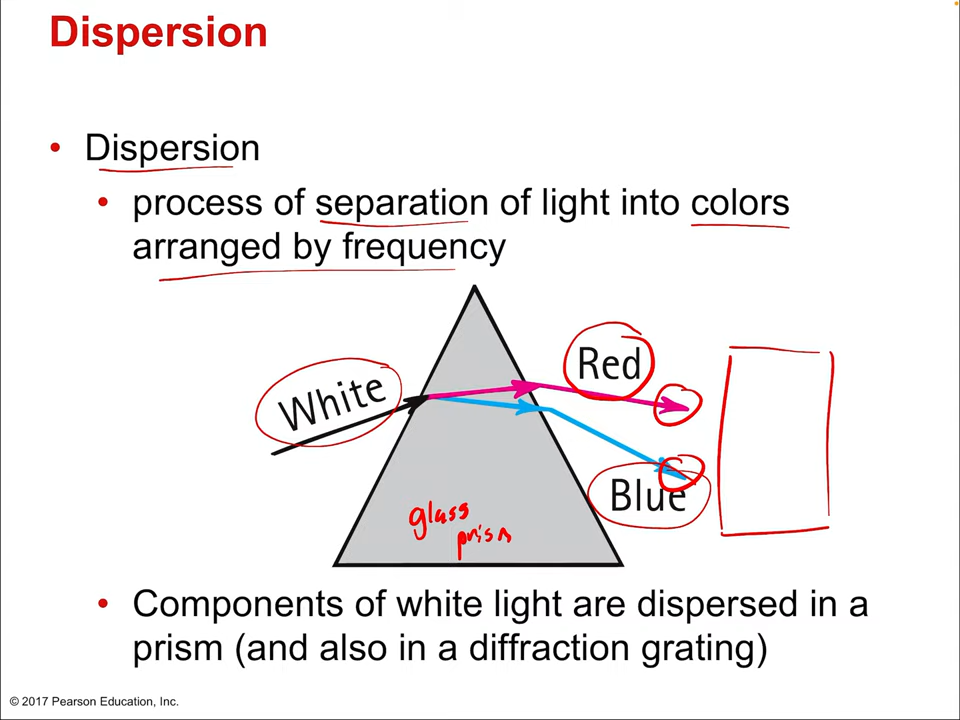 Dispersion
• Dispersion
• process of separation of light into colors
arranged by frequency
White
Red
Blue
glass
prism
• Components of white light are dispersed in a
prism (and also in a diffraction grating)
© 2017 Pearson Education, Inc.